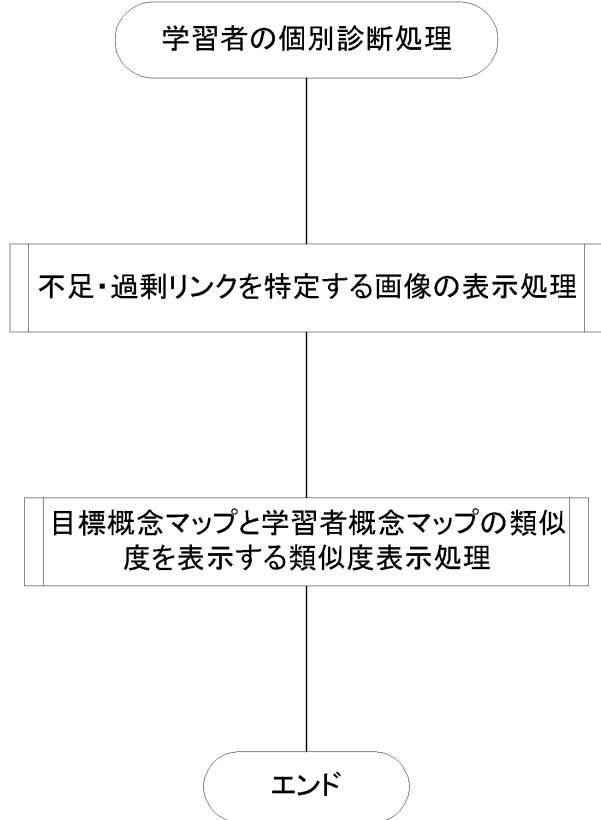 学習者の個別診断処理
不足・過剰リンクを特定する画像の表示処理
目標概念マップと学習者概念マップの類似
度を表示する類似度表示処理
エンド